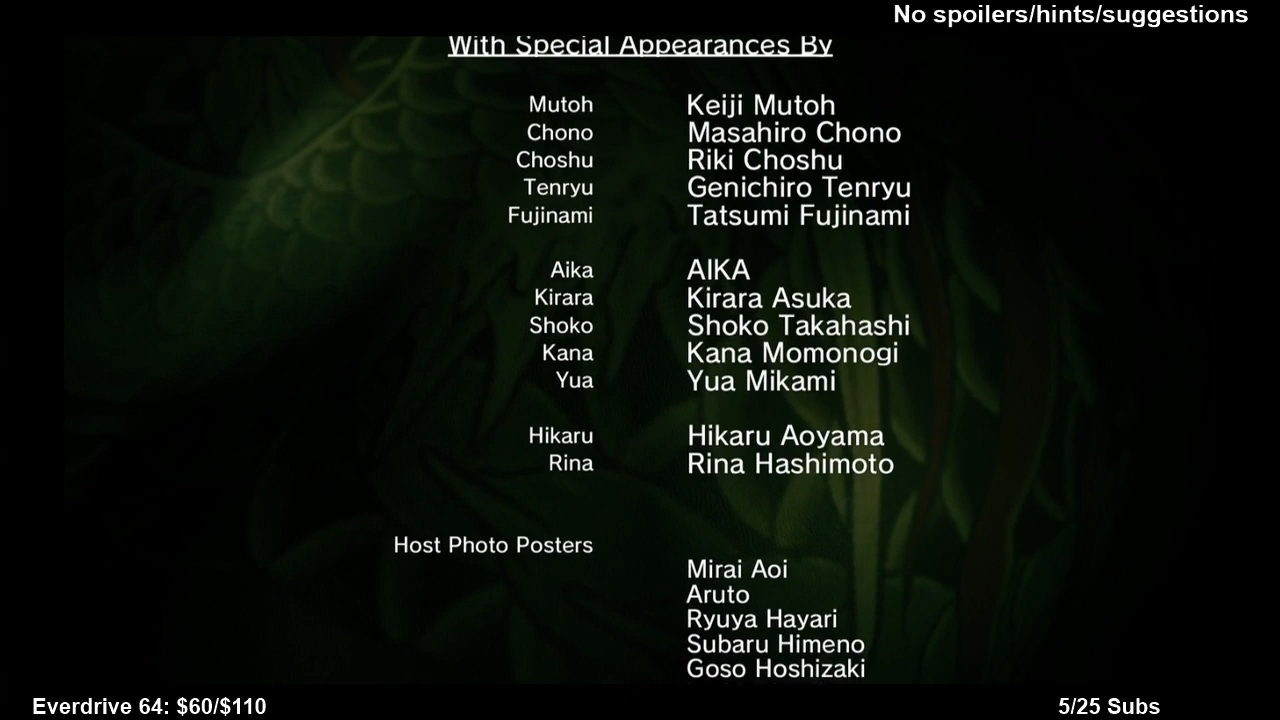 No spoilers/hints/suggestions
With Special Appearances By
Mutoh Keiji Mutoh
Chono Masahiro Chono
Choshu Riki Choshu
Tenryu Genichiro Tenryu
Fujinami Tatsumi Fujinami
Aika AIKA
Kirara Kirara Asuka
Shoko Shoko Takahashi
Kana Kana Momonogi
Yua Yua Mikami
Hikaru Hikaru Aoyama
Rina Rina Hashimoto
Host Photo Posters
Mirai Aoi
Aruto
Ryuya Hayari
Subaru Himeno
Goso Hoshizaki
Everdrive 64: $60/$110 5/25 Subs